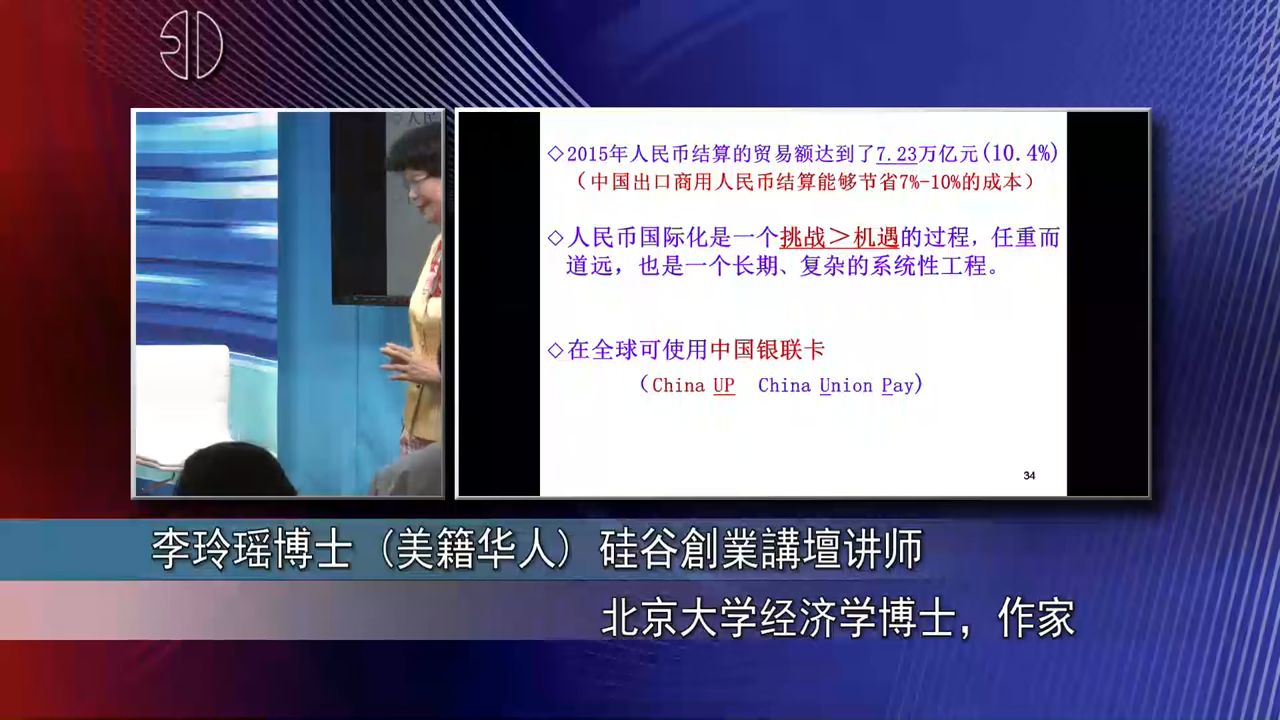 人民
◇2015年人民币结算的贸易额达到了7.23万亿元(10.4%)
（中国出口商用人民币结算能够节省7%-10%的成本）
◇人民币国际化是一个挑战＞机遇的过程，任重而
道远，也是一个长期、复杂的系统性工程。
◇在全球可使用中国银联卡
（China UP China Union Pay）
34
李玲瑶博士（美籍华人）硅谷創業講壇讲师
北京大学经济学博士，作家